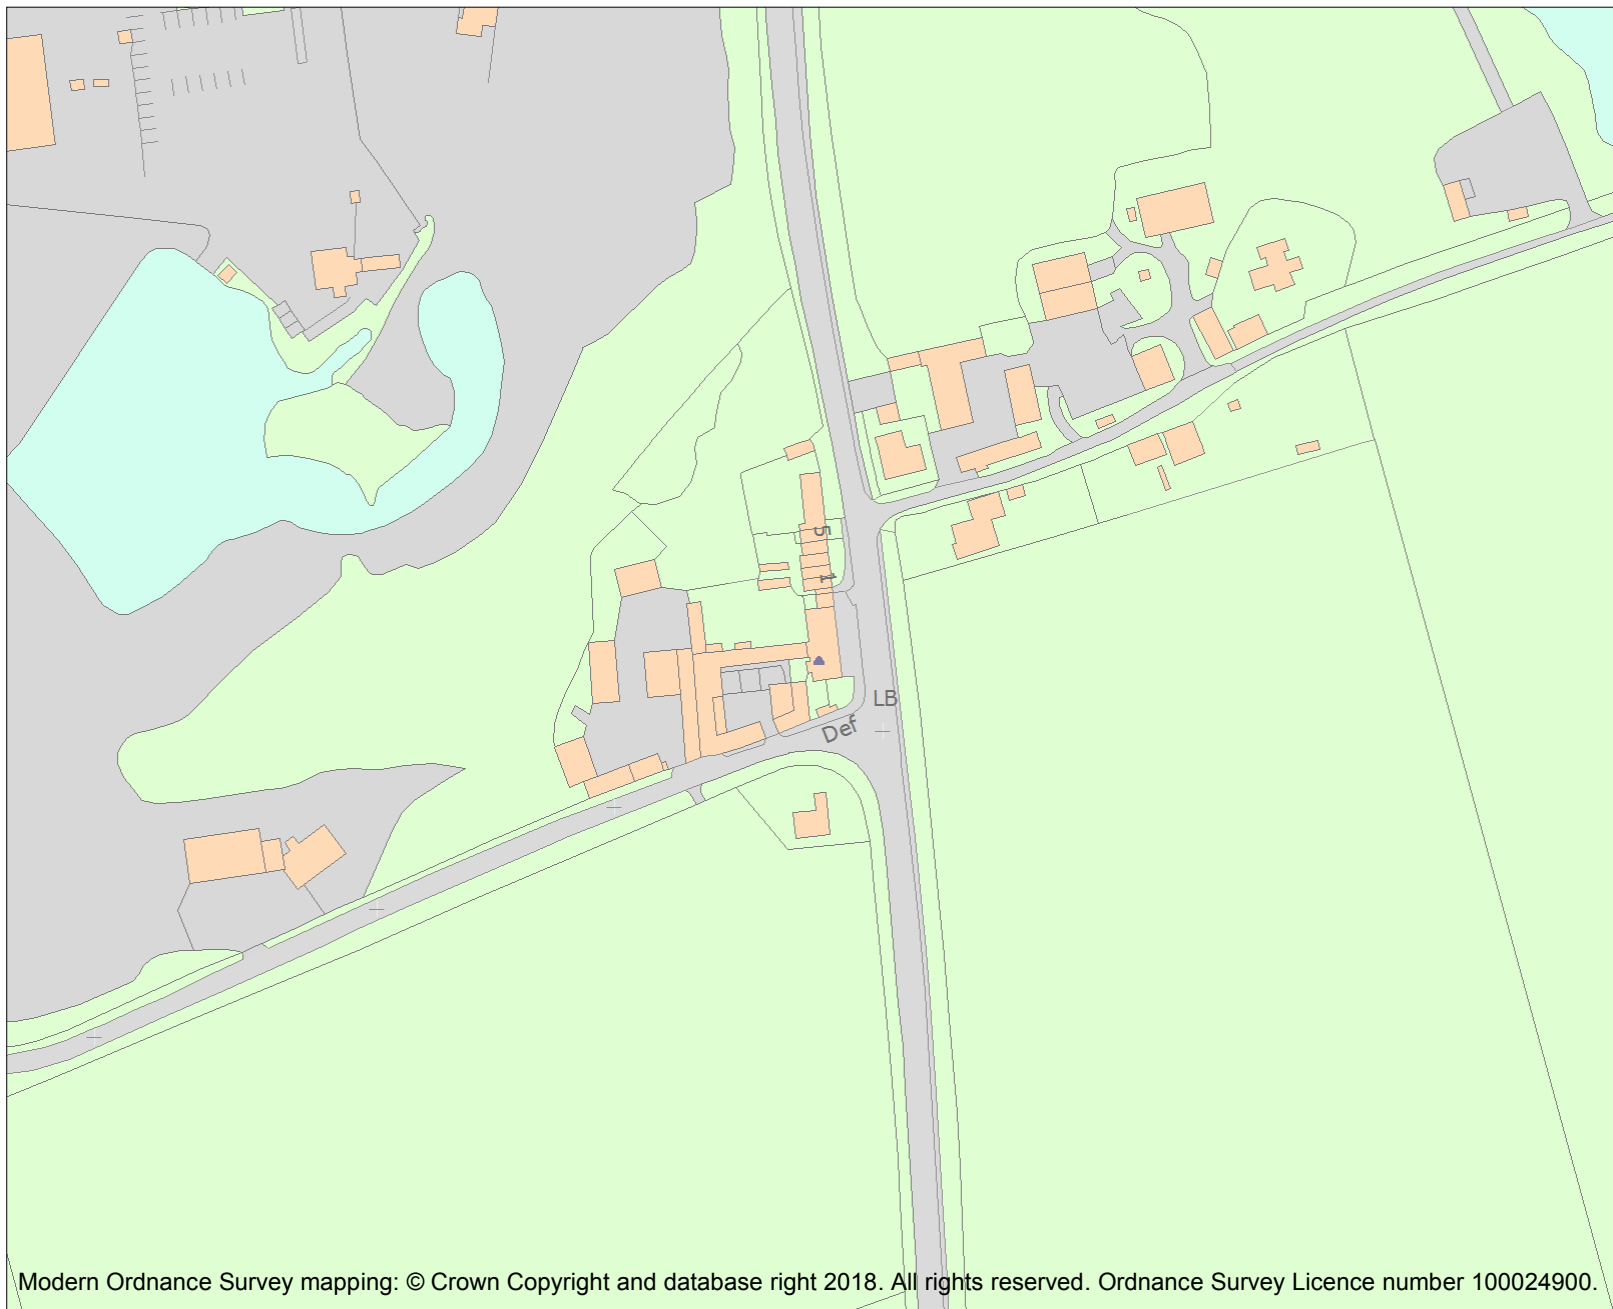 5
1
LB
Def
Modern Ordnance Survey mapping: © Crown Copyright and database right 2018. All rights reserved. Ordnance Survey Licence number 100024900.